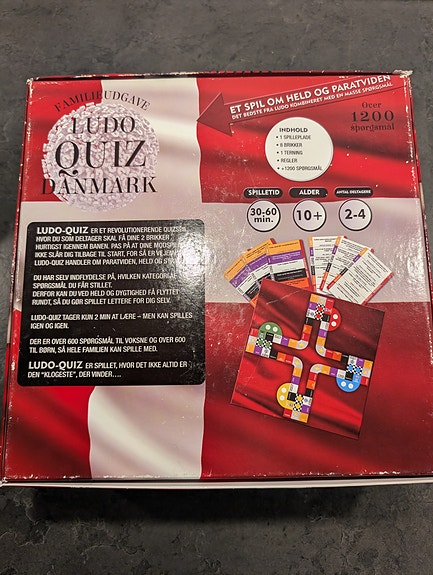 FAMILIEUDGAVE
LUDO
QUIZ
DANMARK
ET SPIL OM HELD OG PARATVIDEN
DET BEDSTE FRA LUDO KOMBINERET MED EN MASSE SPØRGSMÅL
Over
1200
spørgsmål
INDHOLD
• 1 SPILLEPLADE
• 8 BRIKKER
• 1 TERNING
• REGLER
• +1200 SPØRGSMÅL
SPILLETID
ALDER
ANTAL DELTAGERE
30-60
min.
10+
2-4
LUDO-QUIZ ER ET REVOLUTIONERENDE QUIZSPIL
HVOR DU SOM DELTAGER SKAL FÅ DINE 2 BRIKKER
HURTIGST IGENNEM BANEN. PAS PÅ AT DINE
IKKE SLÅR DIG TILBAGE TIL START, FOR SÅ ER
LUDO-QUIZ HANDLER OM PARATVIDEN, HELD OG
DU HAR SELV INDFLYDELSE PÅ, HVILKEN
SPØRGSMÅL DU FÅR STILLET.
DERFOR KAN DU VED HELD OG DYGTIGHED FÅ FLYTTET
RUNDT, SÅ DU GØR SPILLET LETTERE FOR DIG SELV.
LUDO-QUIZ TAGER KUN 2 MIN AT LÆRE – MEN KAN SPILLES
IGEN OG IGEN.
DER ER OVER 600 SPØRGSMÅL TIL VOKSNE OG OVER 600
TIL BØRN, SÅ HELE FAMILIEN KAN SPILLE MED.
LUDO-QUIZ ER SPILLET, HVOR DET IKKE ALTID ER
DEN "KLOGESTE", DER VINDER....